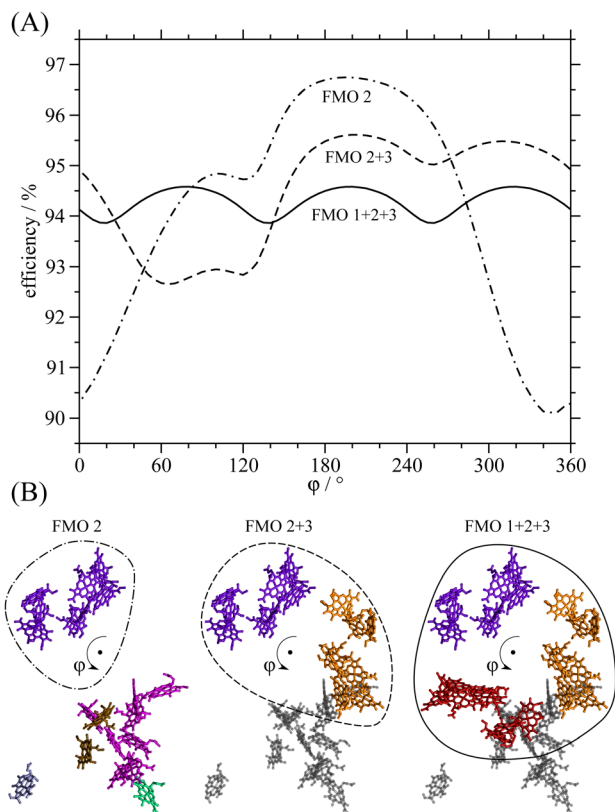 (A)
97
96
95
94
93
92
91
90
efficiency / %
FMO 2
FMO 2+3
FMO 1+2+3
0 60 120 180 240 300 360
φ / °
(B)
FMO 2 FMO 2+3 FMO 1+2+3
φ φ φ